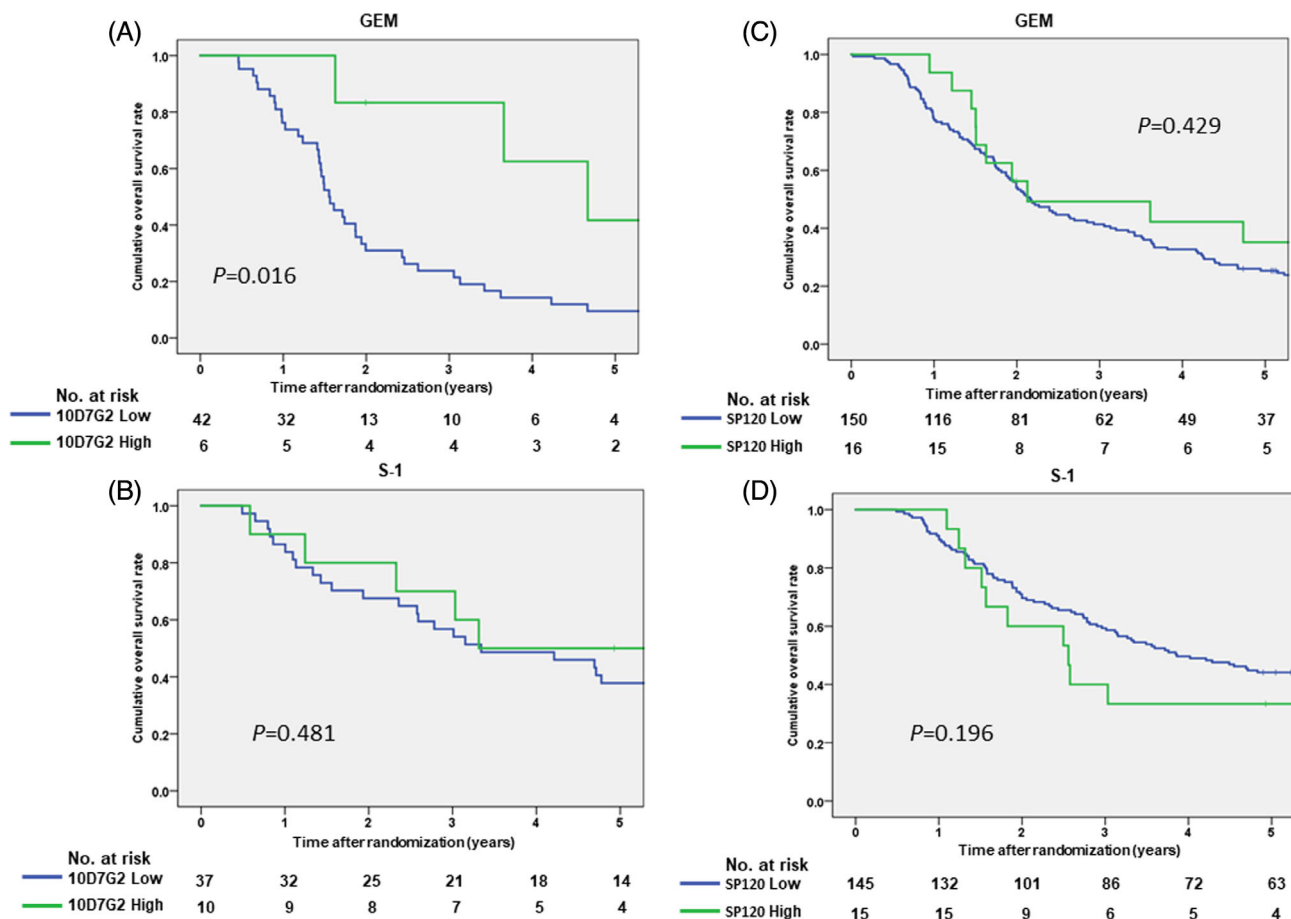 (A)
GEM
Cumulative overall survival rate
1.0
0.8
0.6
0.4
0.2
0.0
P=0.016
0 1 2 3 4 5
Time after randomization (years)
No. at risk
10D7G2 Low 42 32 13 10 6 4
10D7G2 High 6 5 4 4 3 2
(B)
S-1
Cumulative overall survival rate
1.0
0.8
0.6
0.4
0.2
0.0
P=0.481
0 1 2 3 4 5
Time after randomization (years)
No. at risk
10D7G2 Low 37 32 25 21 18 14
10D7G2 High 10 9 8 7 5 4
(C)
GEM
Cumulative overall survival rate
1.0
0.8
0.6
0.4
0.2
0.0
P=0.429
0 1 2 3 4 5
Time after randomization (years)
No. at risk
SP120 Low 150 116 81 62 49 37
SP120 High 16 15 8 7 6 5
(D)
S-1
Cumulative overall survival rate
1.0
0.8
0.6
0.4
0.2
0.0
P=0.196
0 1 2 3 4 5
Time after randomization (years)
No. at risk
SP120 Low 145 132 101 86 72 63
SP120 High 15 15 9 6 5 4